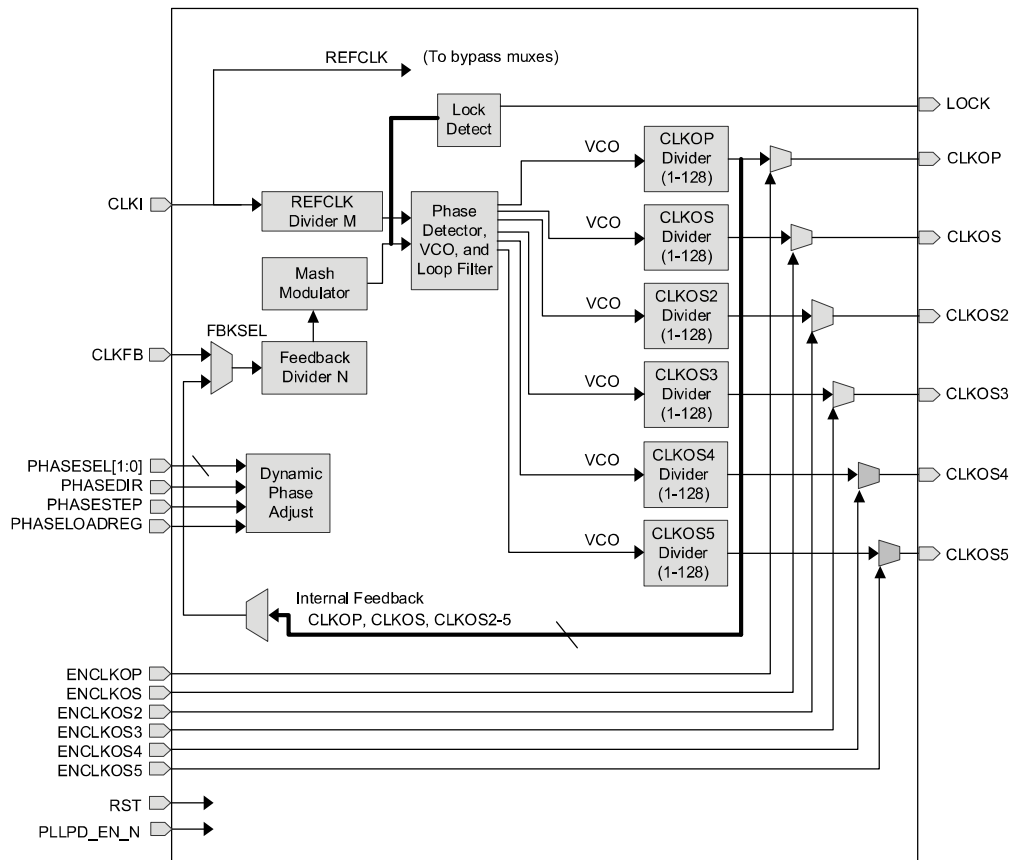 REFCLK
(To bypass muxes)
Lock
Detect
LOCK
VCO
CLKOP
Divider
(1-128)
CLKOP
CLKI
REFCLK
Divider M
Phase
Detector,
VCO, and
Loop Filter
VCO
CLKOS
Divider
(1-128)
CLKOS
Mash
Modulator
VCO
CLKOS2
Divider
(1-128)
CLKOS2
FBKSEL
CLKFB
Feedback
Divider N
VCO
CLKOS3
Divider
(1-128)
CLKOS3
PHASESEL[1:0]
PHASEDIR
PHASESTEP
PHASELOADREG
Dynamic
Phase
Adjust
VCO
CLKOS4
Divider
(1-128)
CLKOS4
VCO
CLKOS5
Divider
(1-128)
CLKOS5
Internal Feedback
CLKOP, CLKOS, CLKOS2-5
ENCLKOP
ENCLKOS
ENCLKOS2
ENCLKOS3
ENCLKOS4
ENCLKOS5
RST
PLLPD_EN_N